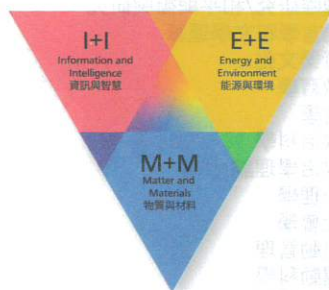 I+I
Information and
Intelligence
資訊與智慧
E+E
Energy and
Environment
能源與環境
M+M
Matter and
Materials
物質與材料